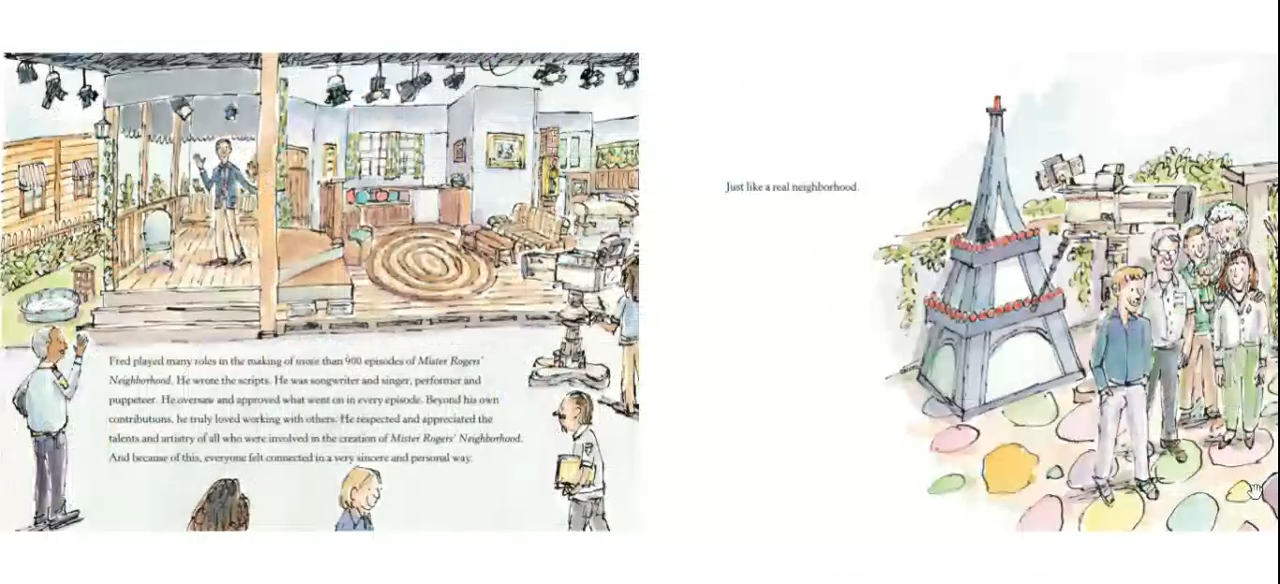 Fred played many roles in the making of more than 900 episodes of Mister Rogers'
Neighborhood. He wrote the scripts. He was songwriter and singer, performer and
puppeteer. He oversaw and approved what went on in every episode. Beyond his own
contributions, he truly loved working with others. He respected and appreciated the
talents and artistry of all who were involved in the creation of Mister Rogers' Neighborhood.
And because of this, everyone felt connected in a very sincere and personal way.
Just like a real neighborhood.